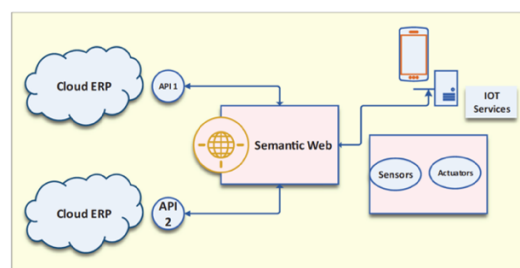 Cloud ERP
API 1
IOT
Services
Semantic Web
Sensors
Actuators
Cloud ERP
API
2